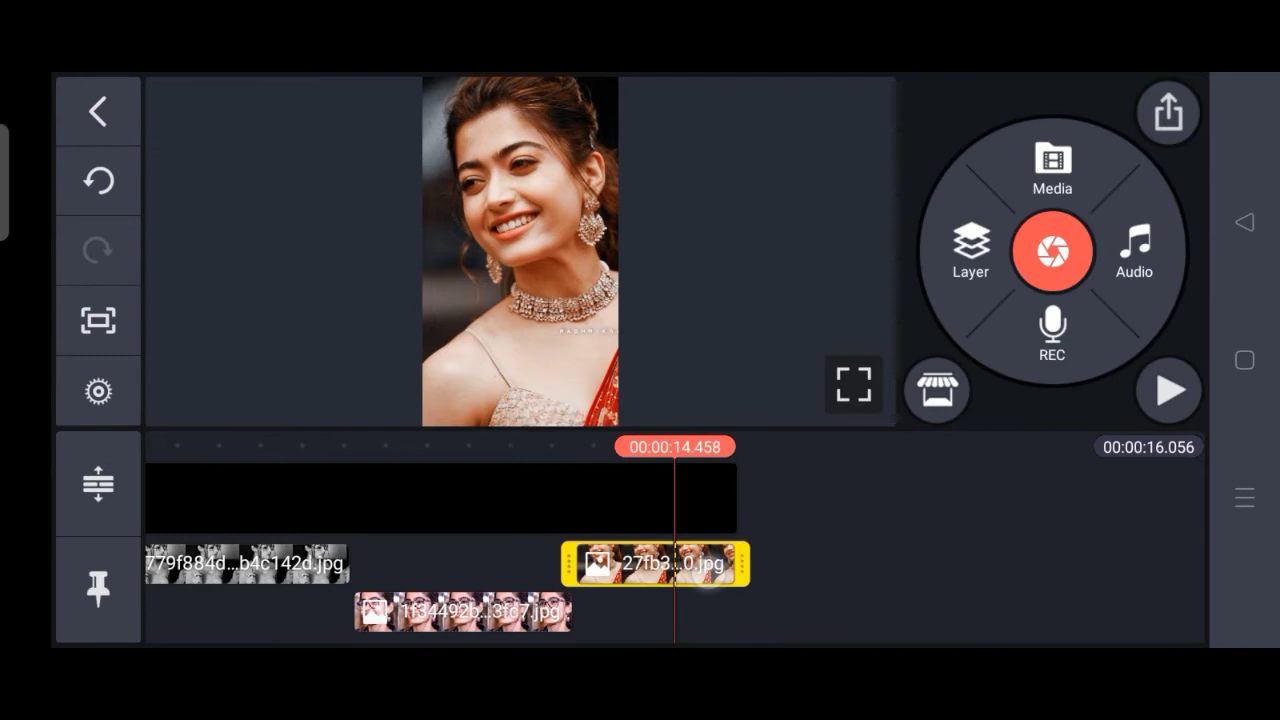 Media
Layer
Audio
REC
00:00:14.458
00:00:16.056
779f884d...b4c142d.jpg
27fb3...0.jpg
1f34492b...3fc7.jpg